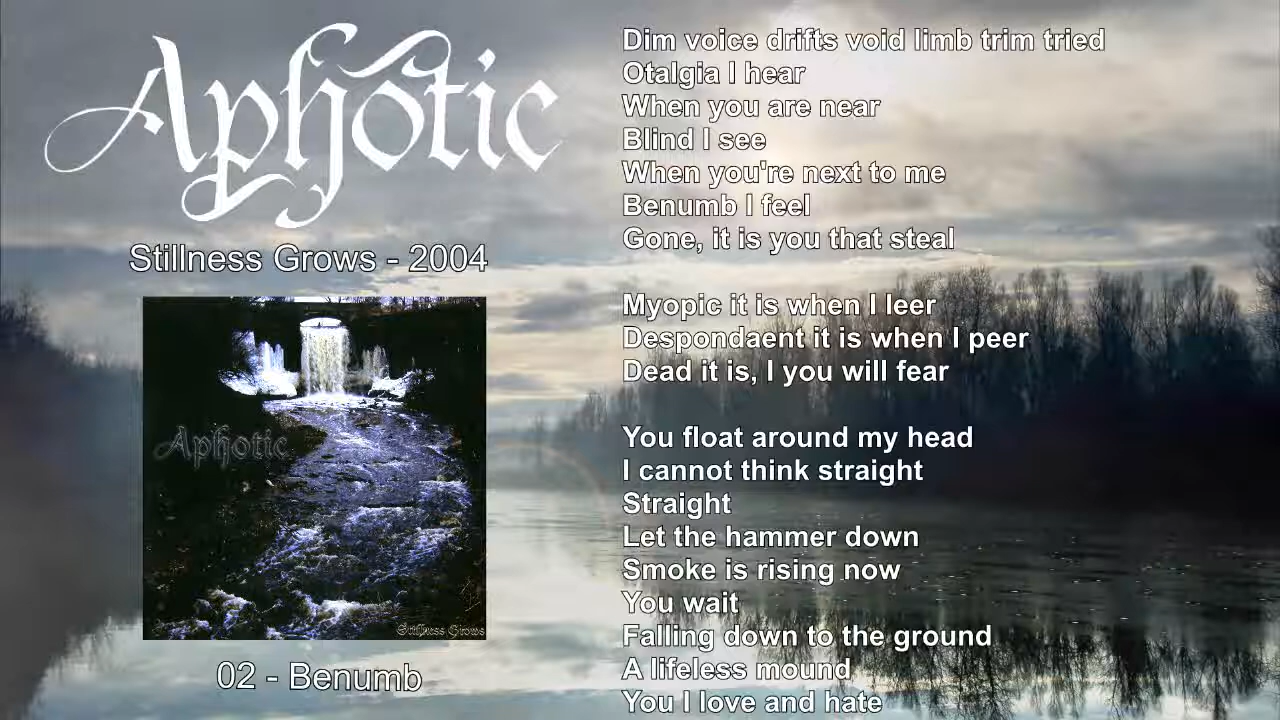 Aphotic
Stillness Grows - 2004
Aphotic
Stillness Grows
02 - Benumb
Dim voice drifts void limb trim tried
Otalgia I hear
When you are near
Blind I see
When you're next to me
Benumb I feel
Gone, it is you that steal
Myopic it is when I leer
Despondaent it is when I peer
Dead it is, I you will fear
You float around my head
I cannot think straight
Straight
Let the hammer down
Smoke is rising now
You wait
Falling down to the ground
A lifeless mound
You I love and hate